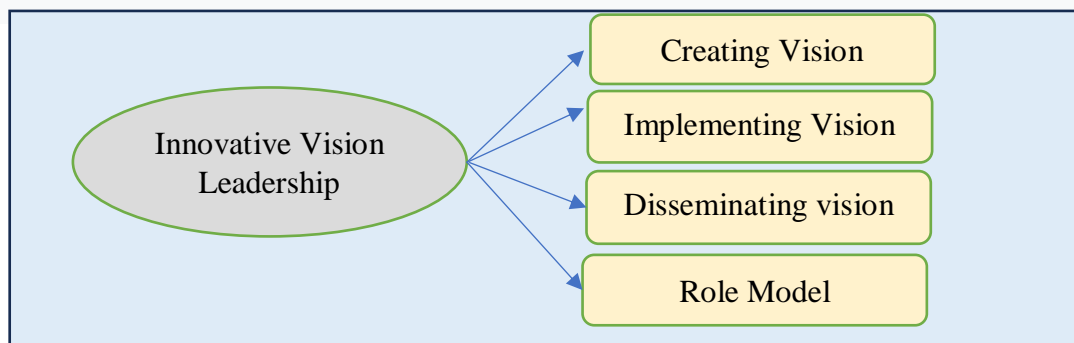 Innovative Vision
Leadership
Creating Vision
Implementing Vision
Disseminating vision
Role Model